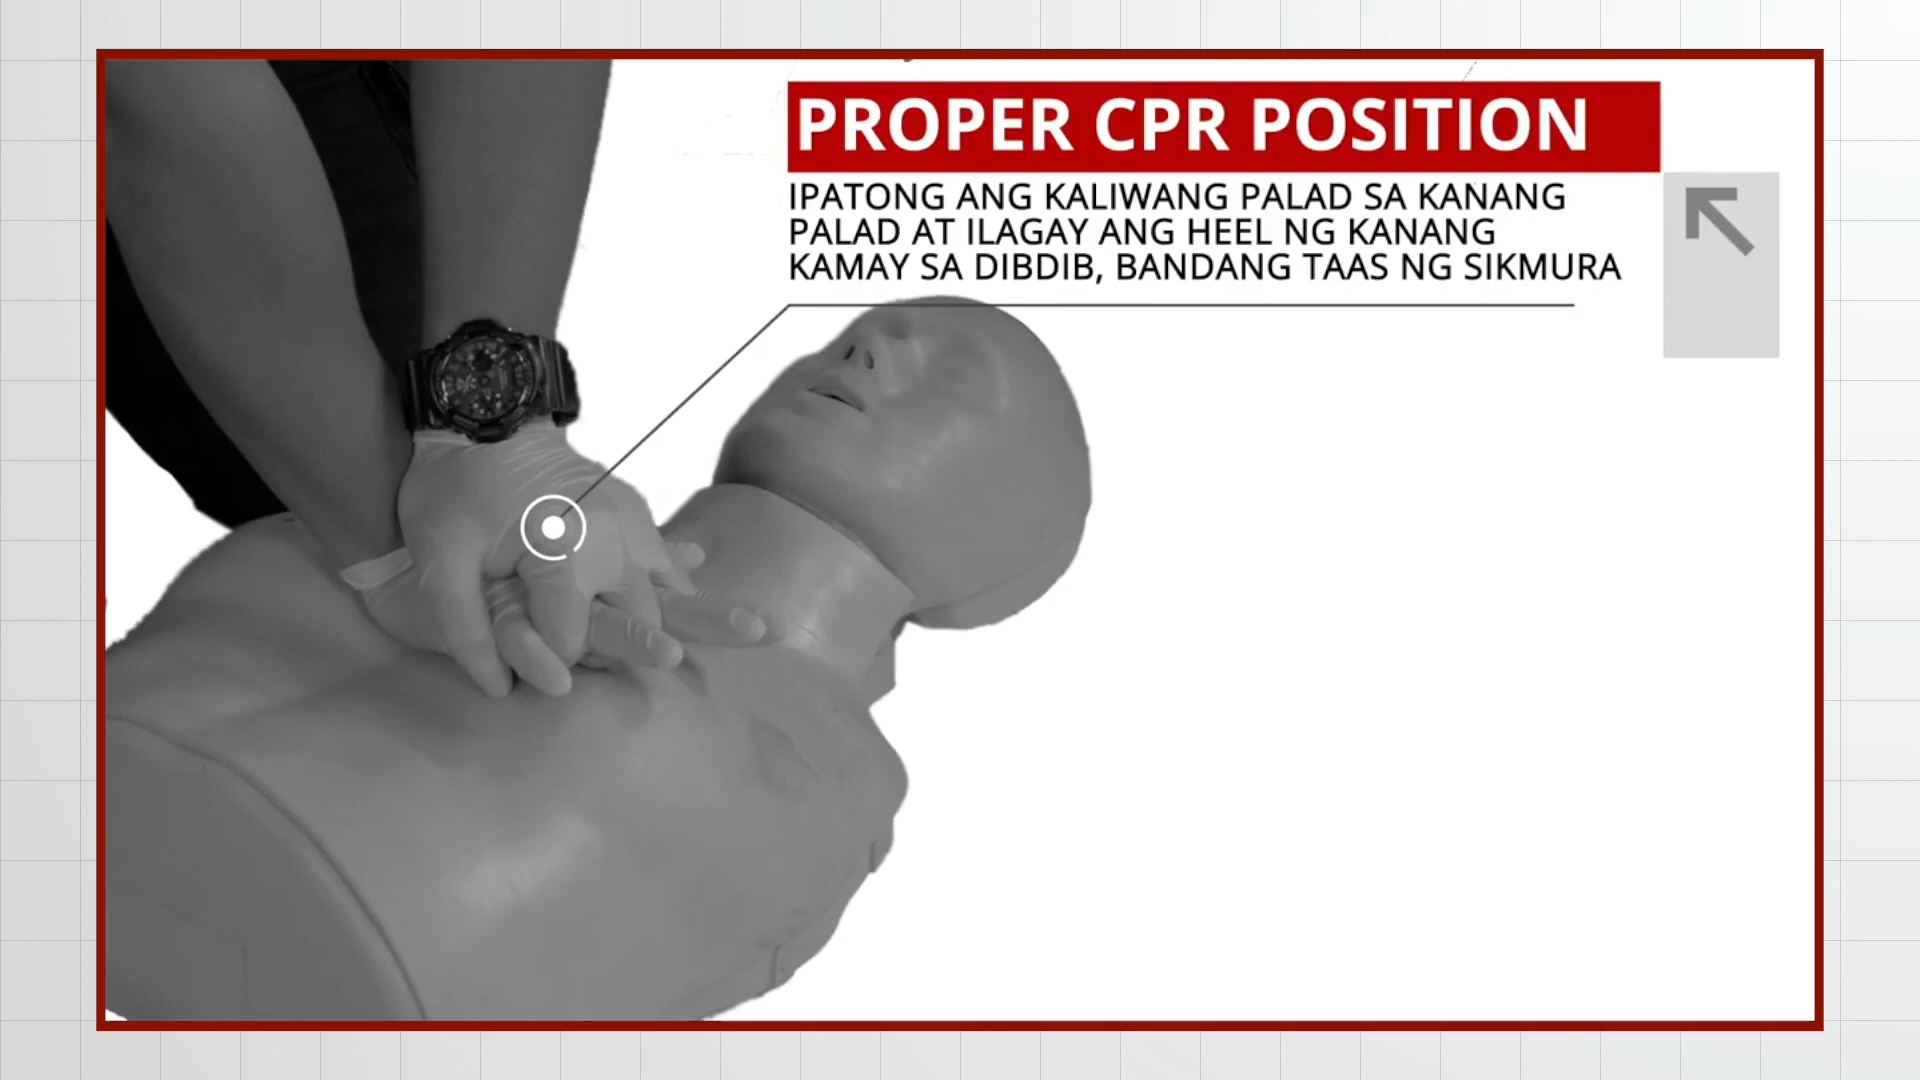 PROPER CPR POSITION
IPATONG ANG KALIWANG PALAD SA KANANG
PALAD AT ILAGAY ANG HEEL NG KANANG
KAMAY SA DIBDIB, BANDANG TAAS NG SIKMURA